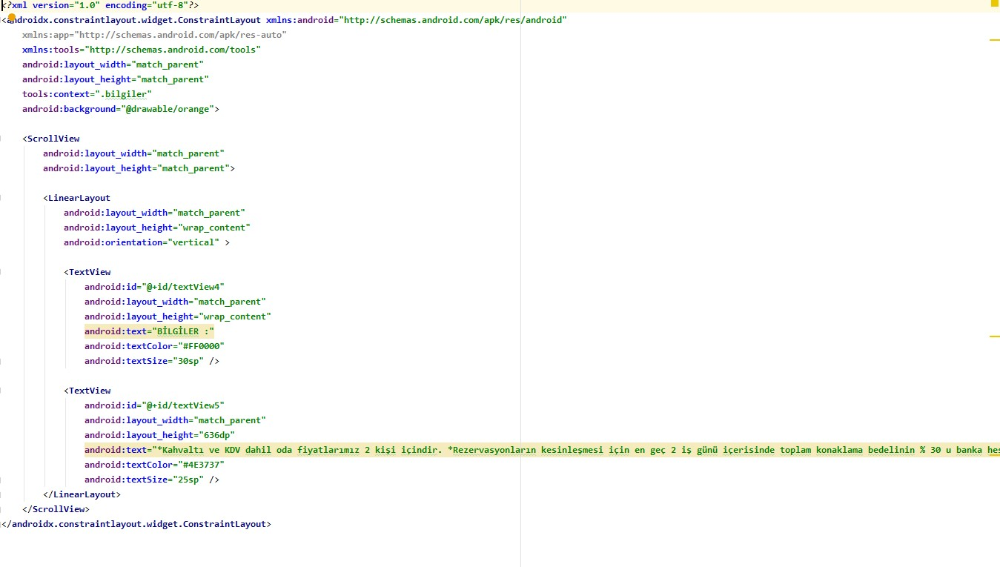 <?xml version="1.0" encoding="utf-8"?>
<androidx.constraintlayout.widget.ConstraintLayout xmlns:android="http://schemas.android.com/apk/res/android"
    xmlns:app="http://schemas.android.com/apk/res-auto"
    xmlns:tools="http://schemas.android.com/tools"
    android:layout_width="match_parent"
    android:layout_height="match_parent"
    tools:context=".bilgiler"
    android:background="@drawable/orange">
    <ScrollView
        android:layout_width="match_parent"
        android:layout_height="match_parent">
        <LinearLayout
            android:layout_width="match_parent"
            android:layout_height="wrap_content"
            android:orientation="vertical" >
            <TextView
                android:id="@+id/textView4"
                android:layout_width="match_parent"
                android:layout_height="wrap_content"
                android:text="BİLGİLER :"
                android:textColor="#FF0000"
                android:textSize="30sp" />
            <TextView
                android:id="@+id/textView5"
                android:layout_width="match_parent"
                android:layout_height="636dp"
                android:text="*Kahvaltı ve KDV dahil oda fiyatlarımız 2 kişi içindir. *Rezervasyonların kesinleşmesi için en geç 2 iş günü içerisinde toplam konaklama bedelinin % 30 u banka
                android:textColor="#4E3737"
                android:textSize="25sp" />
        </LinearLayout>
    </ScrollView>
</androidx.constraintlayout.widget.ConstraintLayout>